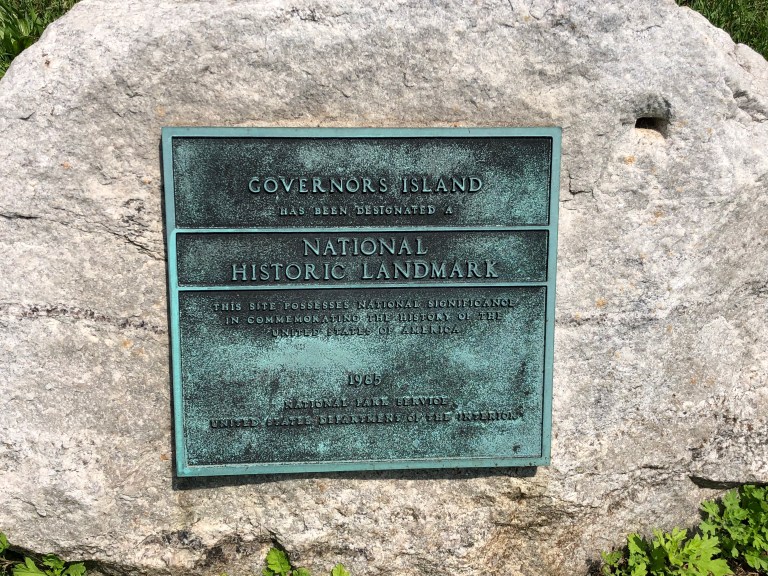 GOVERNORS ISLAND
HAS BEEN DESIGNATED A
NATIONAL
HISTORIC LANDMARK
THIS SITE POSSESSES NATIONAL SIGNIFICANCE
IN COMMEMORATING THE HISTORY OF THE
UNITED STATES OF AMERICA
1985
NATIONAL PARK SERVICE
UNITED STATES DEPARTMENT OF THE INTERIOR